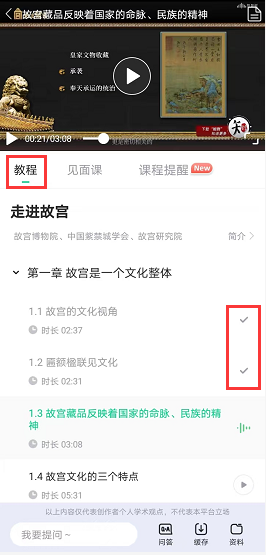 故宫藏品反映着国家的命脉、民族的精神
皇家文物收藏
承袭
奉天承运的统治
00:21/03:08
教程
见面课
课程提醒
New
走进故宫
故宫博物院、中国紫禁城学会、故宫研究院
简介
第一章 故宫是一个文化整体
1.1 故宫的文化视角
时长 02:37
1.2 匾额楹联见文化
时长 02:31
1.3 故宫藏品反映着国家的命脉、民族的精
神
时长 03:08
1.4 故宫文化的三个特点
时长 05:31
以上内容仅代表创作者个人学术观点，不代表本平台立场
我要提问 ~
Q&A
问答
缓存
资料